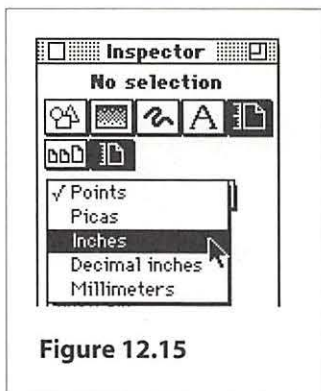 Inspector
No selection
A
√ Points
Picas
Inches
Decimal inches
Millimeters
Figure 12.15